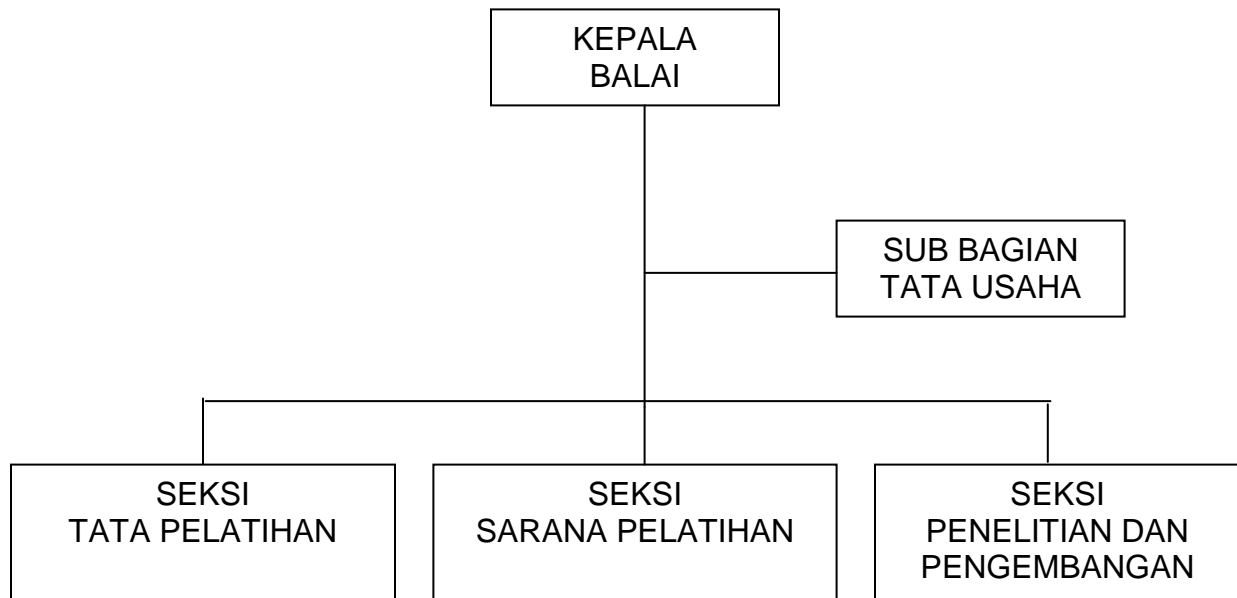 KEPALA
BALAI
SUB BAGIAN
TATA USAHA
SEKSI
TATA PELATIHAN
SEKSI
SARANA PELATIHAN
SEKSI
PENELITIAN DAN
PENGEMBANGAN